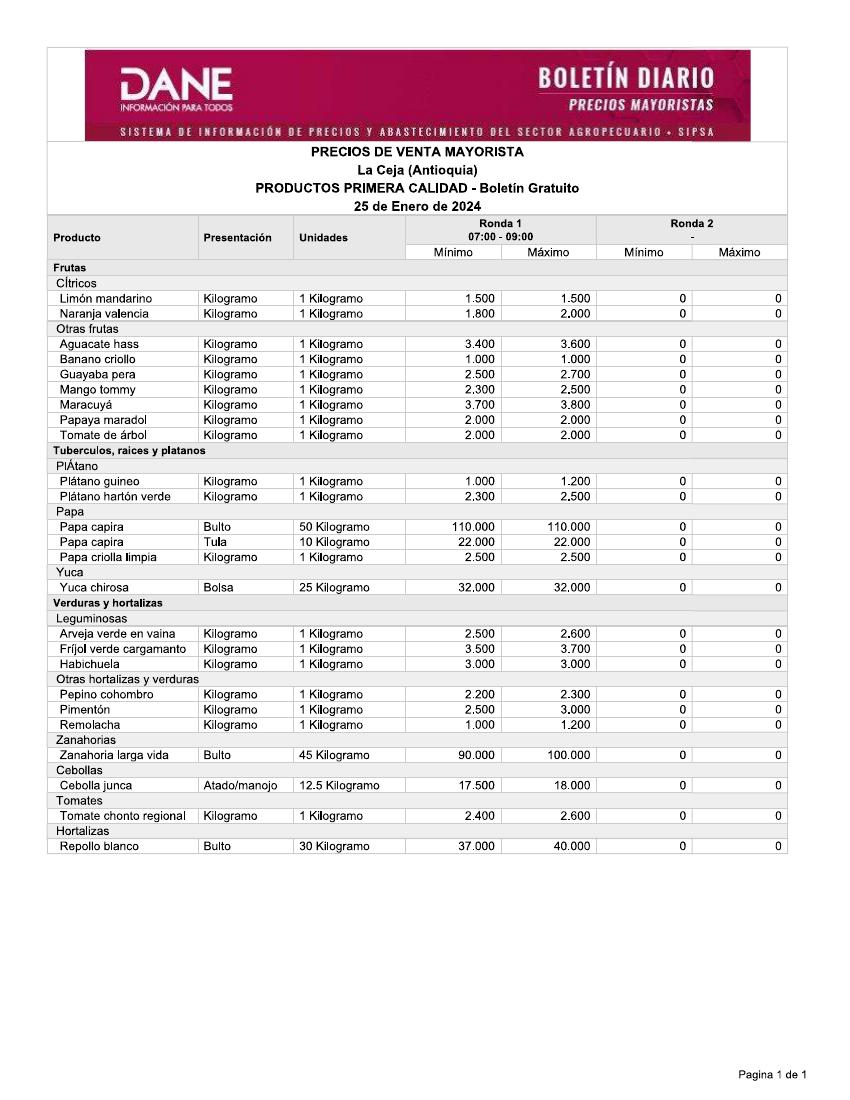 DANE
INFORMACIÓN PARA TODOS
BOLETÍN DIARIO
PRECIOS MAYORISTAS
SISTEMA DE INFORMACIÓN DE PRECIOS Y ABASTECIMIENTO DEL SECTOR AGROPECUARIO • SIPSA
PRECIOS DE VENTA MAYORISTA
La Ceja (Antioquia)
PRODUCTOS PRIMERA CALIDAD - Boletín Gratuito
25 de Enero de 2024
Producto Presentación Unidades Ronda 1 07:00 - 09:00 Ronda 2 -
Mínimo Máximo Mínimo Máximo
Frutas
CÍtricos
Limón mandarino Kilogramo 1 Kilogramo 1.500 1.500 0 0
Naranja valencia Kilogramo 1 Kilogramo 1.800 2.000 0 0
Otras frutas
Aguacate hass Kilogramo 1 Kilogramo 3.400 3.600 0 0
Banano criollo Kilogramo 1 Kilogramo 1.000 1.000 0 0
Guayaba pera Kilogramo 1 Kilogramo 2.500 2.700 0 0
Mango tommy Kilogramo 1 Kilogramo 2.300 2.500 0 0
Maracuyá Kilogramo 1 Kilogramo 3.700 3.800 0 0
Papaya maradol Kilogramo 1 Kilogramo 2.000 2.000 0 0
Tomate de árbol Kilogramo 1 Kilogramo 2.000 2.000 0 0
Tuberculos, raices y platanos
PlÁtano
Plátano guineo Kilogramo 1 Kilogramo 1.000 1.200 0 0
Plátano hartón verde Kilogramo 1 Kilogramo 2.300 2.500 0 0
Papa
Papa capira Bulto 50 Kilogramo 110.000 110.000 0 0
Papa capira Tula 10 Kilogramo 22.000 22.000 0 0
Papa criolla limpia Kilogramo 1 Kilogramo 2.500 2.500 0 0
Yuca
Yuca chirosa Bolsa 25 Kilogramo 32.000 32.000 0 0
Verduras y hortalizas
Leguminosas
Arveja verde en vaina Kilogramo 1 Kilogramo 2.500 2.600 0 0
Fríjol verde cargamanto Kilogramo 1 Kilogramo 3.500 3.700 0 0
Habichuela Kilogramo 1 Kilogramo 3.000 3.000 0 0
Otras hortalizas y verduras
Pepino cohombro Kilogramo 1 Kilogramo 2.200 2.300 0 0
Pimentón Kilogramo 1 Kilogramo 2.500 3.000 0 0
Remolacha Kilogramo 1 Kilogramo 1.000 1.200 0 0
Zanahorias
Zanahoria larga vida Bulto 45 Kilogramo 90.000 100.000 0 0
Cebollas
Cebolla junca Atado/manojo 12.5 Kilogramo 17.500 18.000 0 0
Tomates
Tomate chonto regional Kilogramo 1 Kilogramo 2.400 2.600 0 0
Hortalizas
Repollo blanco Bulto 30 Kilogramo 37.000 40.000 0 0
Pagina 1 de 1